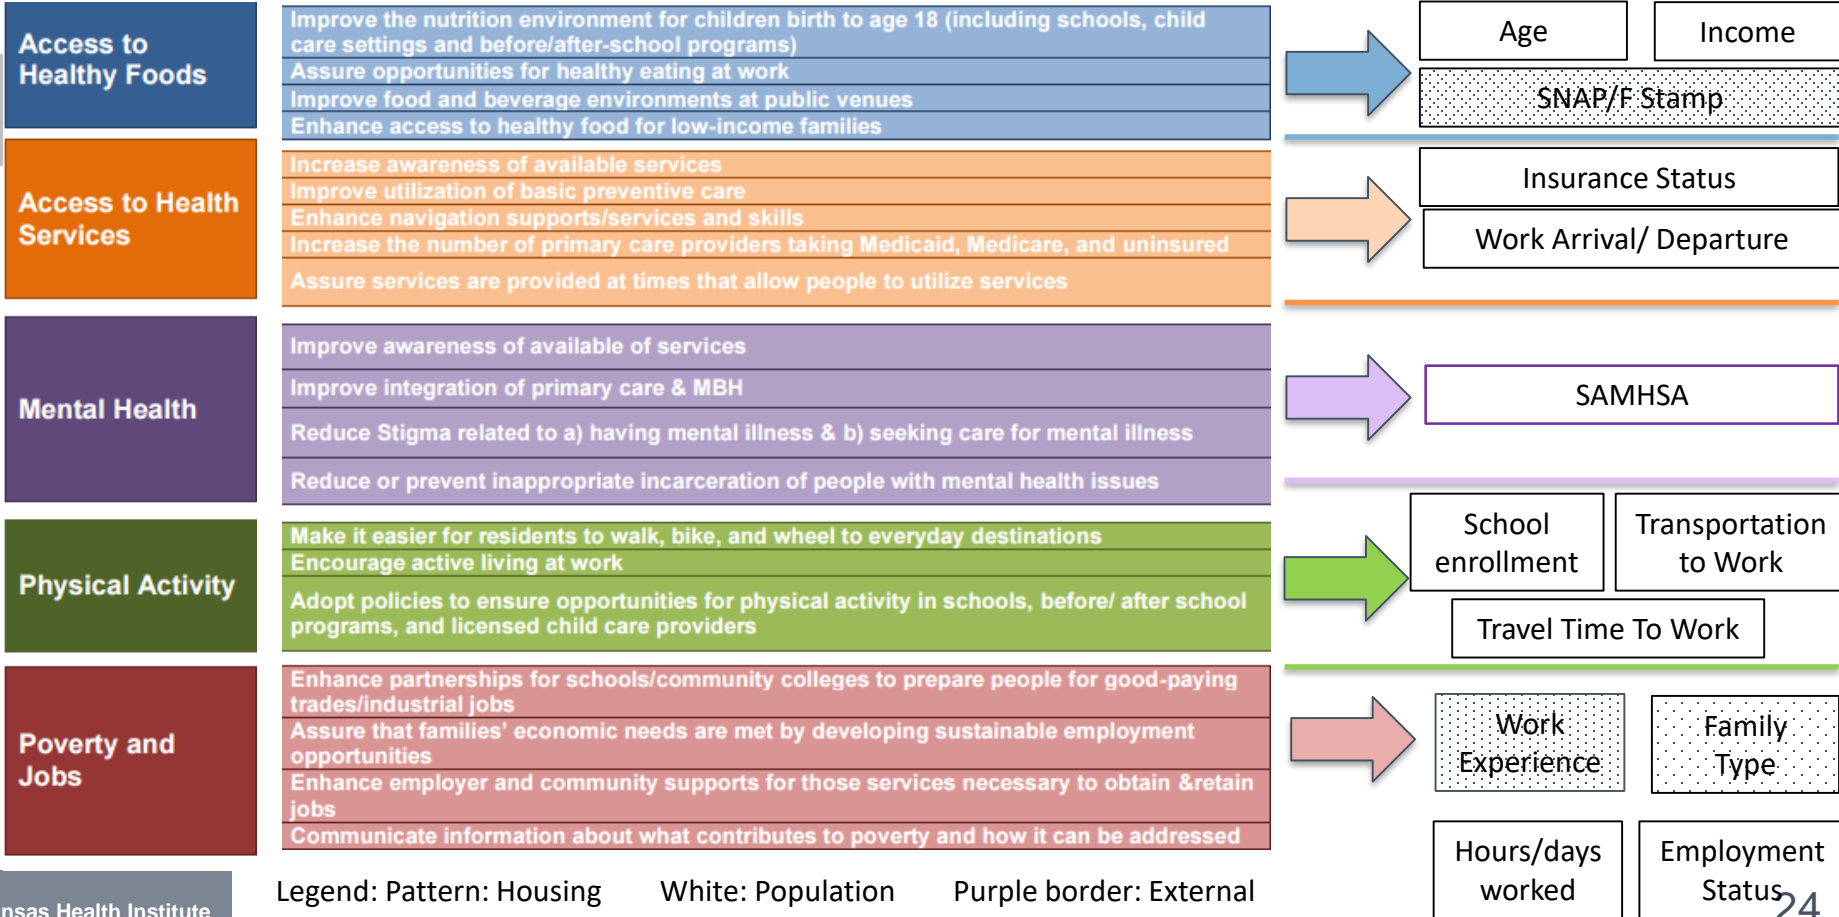 Access to
Healthy Foods
Improve the nutrition environment for children birth to age 18 (including schools, child
care settings and before/after-school programs)
Assure opportunities for healthy eating at work
Improve food and beverage environments at public venues
Enhance access to healthy food for low-income families
Age
Income
SNAP/F Stamp
Access to Health
Services
Increase awareness of available services
Improve utilization of basic preventive care
Enhance navigation supports/services and skills
Increase the number of primary care providers taking Medicaid, Medicare, and uninsured
Assure services are provided at times that allow people to utilize services
Insurance Status
Work Arrival/ Departure
Mental Health
Improve awareness of available of services
Improve integration of primary care & MBH
Reduce Stigma related to a) having mental illness & b) seeking care for mental illness
Reduce or prevent inappropriate incarceration of people with mental health issues
SAMHSA
Physical Activity
Make it easier for residents to walk, bike, and wheel to everyday destinations
Encourage active living at work
Adopt policies to ensure opportunities for physical activity in schools, before/ after school
programs, and licensed child care providers
School
enrollment
Transportation
to Work
Travel Time To Work
Poverty and
Jobs
Enhance partnerships for schools/community colleges to prepare people for good-paying
trades/industrial jobs
Assure that families' economic needs are met by developing sustainable employment
opportunities
Enhance employer and community supports for those services necessary to obtain &retain
jobs
Communicate information about what contributes to poverty and how it can be addressed
Work
Experience
Family
Type
Hours/days
worked
Employment
Status
Legend: Pattern: Housing White: Population Purple border: External
nsas Health Institute
24